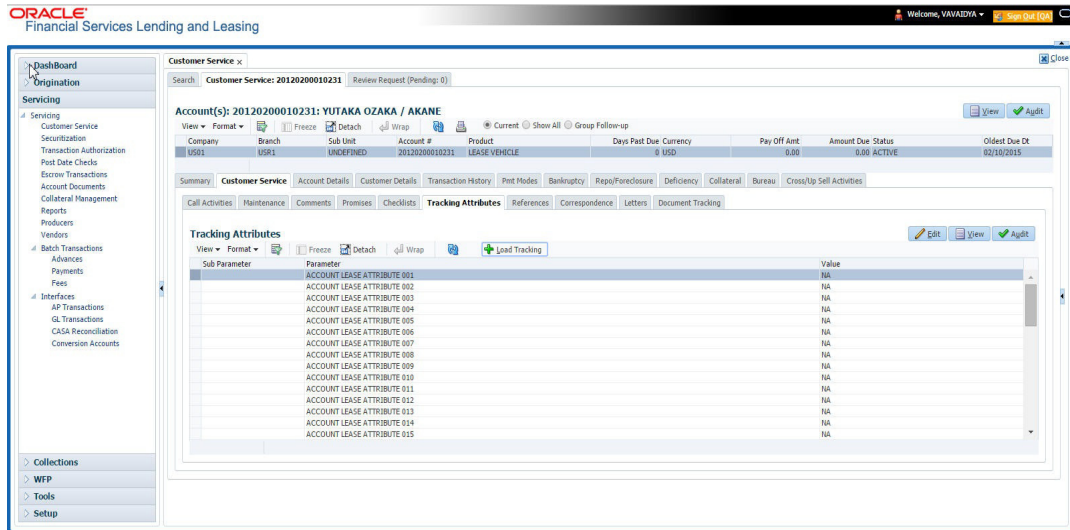 ORACLE'
Financial Services Lending and Leasing
Welcome, VAVAIDYA
Sign Out [QA]
Close
DashBoard
Origination
Servicing
Servicing
Customer Service
Securitization
Transaction Authorization
Post Date Checks
Escrow Transactions
Account Documents
Collateral Management
Reports
Producers
Vendors
Batch Transactions
Advances
Payments
Fees
Interfaces
AP Transactions
GL Transactions
CASA Reconciliation
Conversion Accounts
Collections
WFP
Tools
Setup
Customer Service x
Search Customer Service: 20120200010231 Review Request (Pending: 0)
Account(s): 20120200010231: YUTAKA OZAKA / AKANE
View Audit
View Format Freeze Detach Wrap Current Show All Group Follow-up
Company Branch Sub Unit Account # Product Days Past Due Currency Pay Off Amt Amount Due Status Oldest Due Dt
US01 USR1 UNDEFINED 20120200010231 LEASE VEHICLE 0 USD 0.00 0.00 ACTIVE 02/10/2015
Summary Customer Service Account Details Customer Details Transaction History Pmt Modes Bankruptcy Repo/Foreclosure Deficiency Collateral Bureau Cross/Up Sell Activities
Call Activities Maintenance Comments Promises Checklists Tracking Attributes References Correspondence Letters Document Tracking
Tracking Attributes
Edit View Audit
View Format Freeze Detach Wrap Load Tracking
Sub Parameter Parameter Value
ACCOUNT LEASE ATTRIBUTE 001 NA
ACCOUNT LEASE ATTRIBUTE 002 NA
ACCOUNT LEASE ATTRIBUTE 003 NA
ACCOUNT LEASE ATTRIBUTE 004 NA
ACCOUNT LEASE ATTRIBUTE 005 NA
ACCOUNT LEASE ATTRIBUTE 006 NA
ACCOUNT LEASE ATTRIBUTE 007 NA
ACCOUNT LEASE ATTRIBUTE 008 NA
ACCOUNT LEASE ATTRIBUTE 009 NA
ACCOUNT LEASE ATTRIBUTE 010 NA
ACCOUNT LEASE ATTRIBUTE 011 NA
ACCOUNT LEASE ATTRIBUTE 012 NA
ACCOUNT LEASE ATTRIBUTE 013 NA
ACCOUNT LEASE ATTRIBUTE 014 NA
ACCOUNT LEASE ATTRIBUTE 015 NA